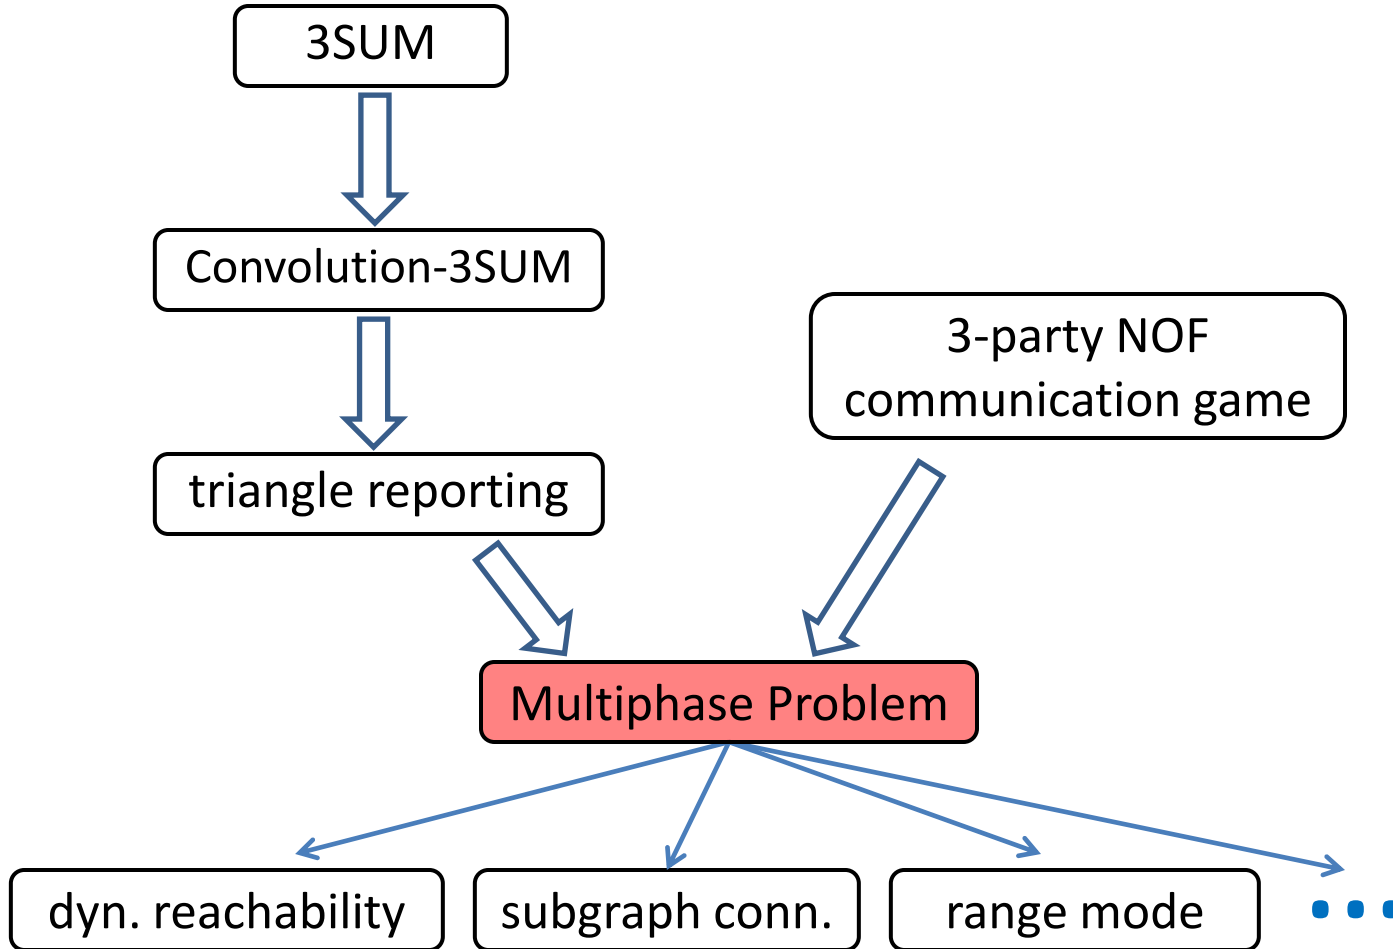 3SUM
Convolution-3SUM
3-party NOF
communication game
triangle reporting
Multiphase Problem
dyn. reachability
subgraph conn.
range mode
...